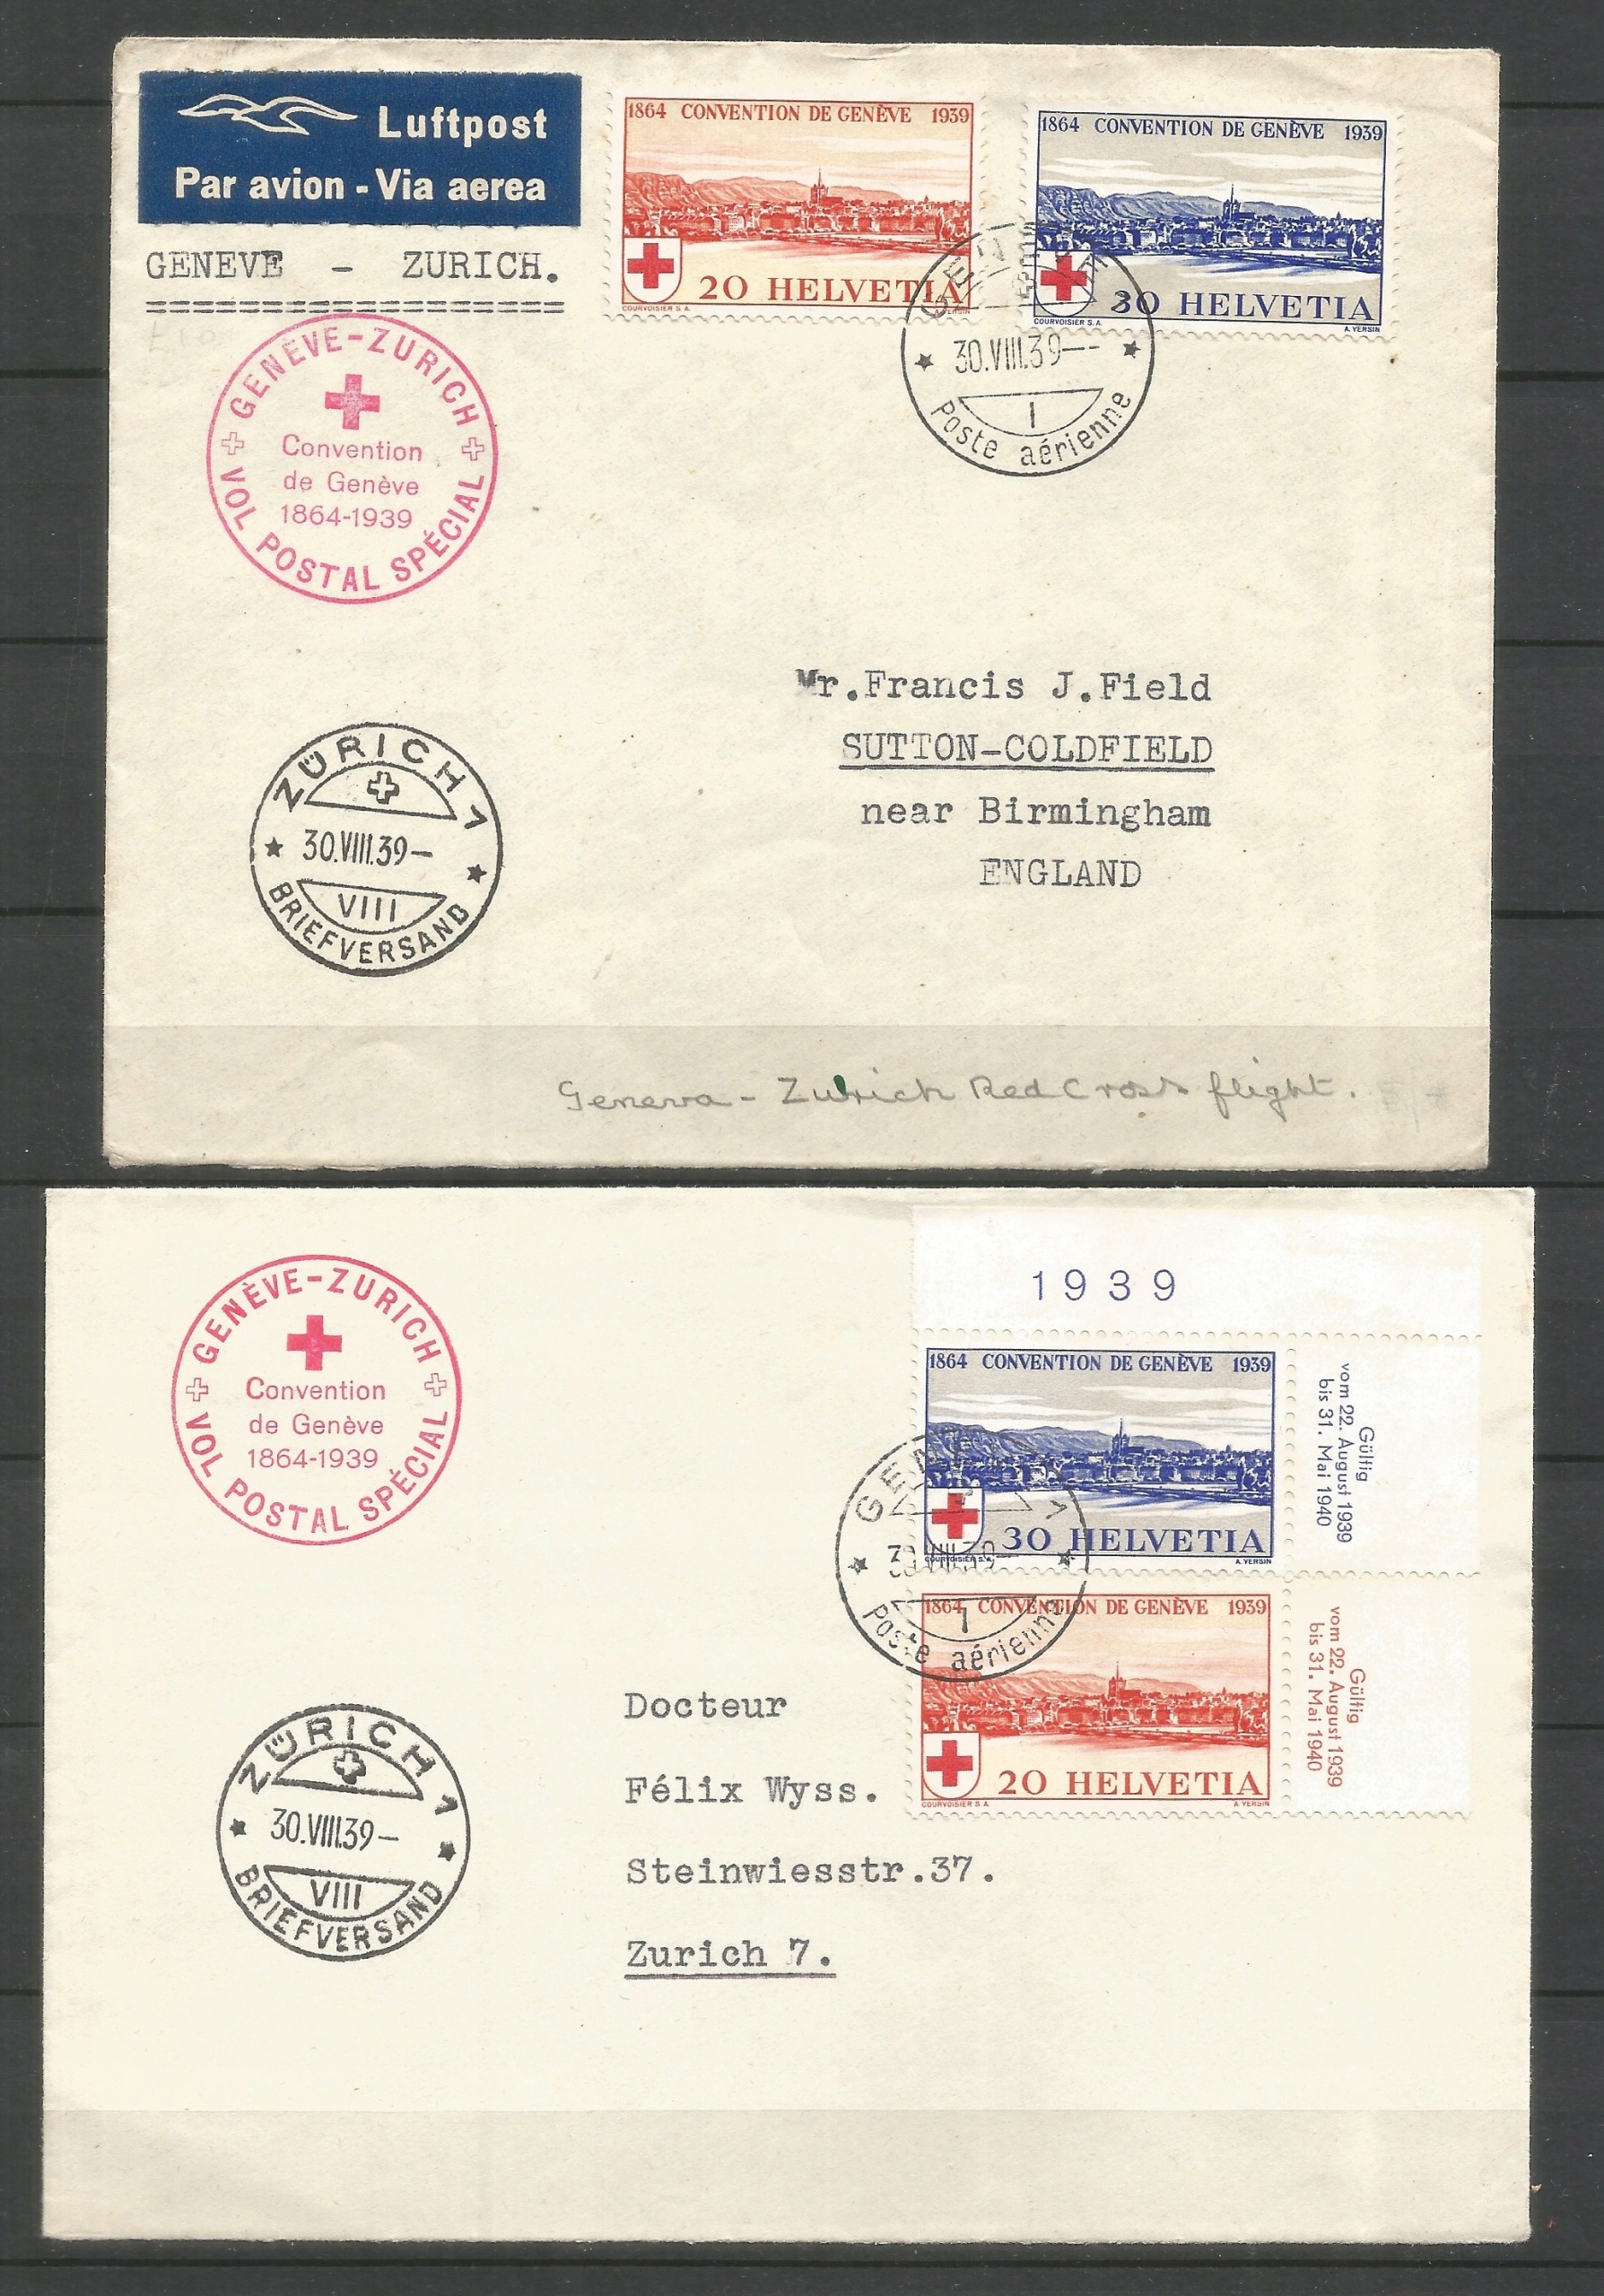 Luftpost
Par avion - Via aerea
GENEVE - ZURICH.
1864 CONVENTION DE GENÈVE 1939
20 HELVETIA
COURVOISIER S.A. A. YERSIN
1864 CONVENTION DE GENÈVE 1939
30 HELVETIA
COURVOISIER S.A. A. YERSIN
30.VIII.39--
1
Poste aérienne
GENÈVE-ZURICH
Convention
de Genève
1864-1939
VOL POSTAL SPÉCIAL
Mr.Francis J.Field
SUTTON-COLDFIELD
near Birmingham
ENGLAND
ZÜRICH 1
30.VIII.39-
VIII
BRIEFVERSAND
Geneva - Zurich Red Cross flight.
GENÈVE-ZURICH
Convention
de Genève
1864-1939
VOL POSTAL SPÉCIAL
1939
1864 CONVENTION DE GENÈVE 1939
30 HELVETIA
COURVOISIER S.A. A. YERSIN
Gültig
vom 22. August 1939
bis 31. Mai 1940
1
Poste aérienne
1864 CONVENTION DE GENÈVE 1939
20 HELVETIA
COURVOISIER S.A. A. YERSIN
Gültig
vom 22. August 1939
bis 31. Mai 1940
Docteur
Félix Wyss.
Steinwiesstr.37.
Zurich 7.
ZÜRICH 1
30.VIII.39-
VIII
BRIEFVERSAND